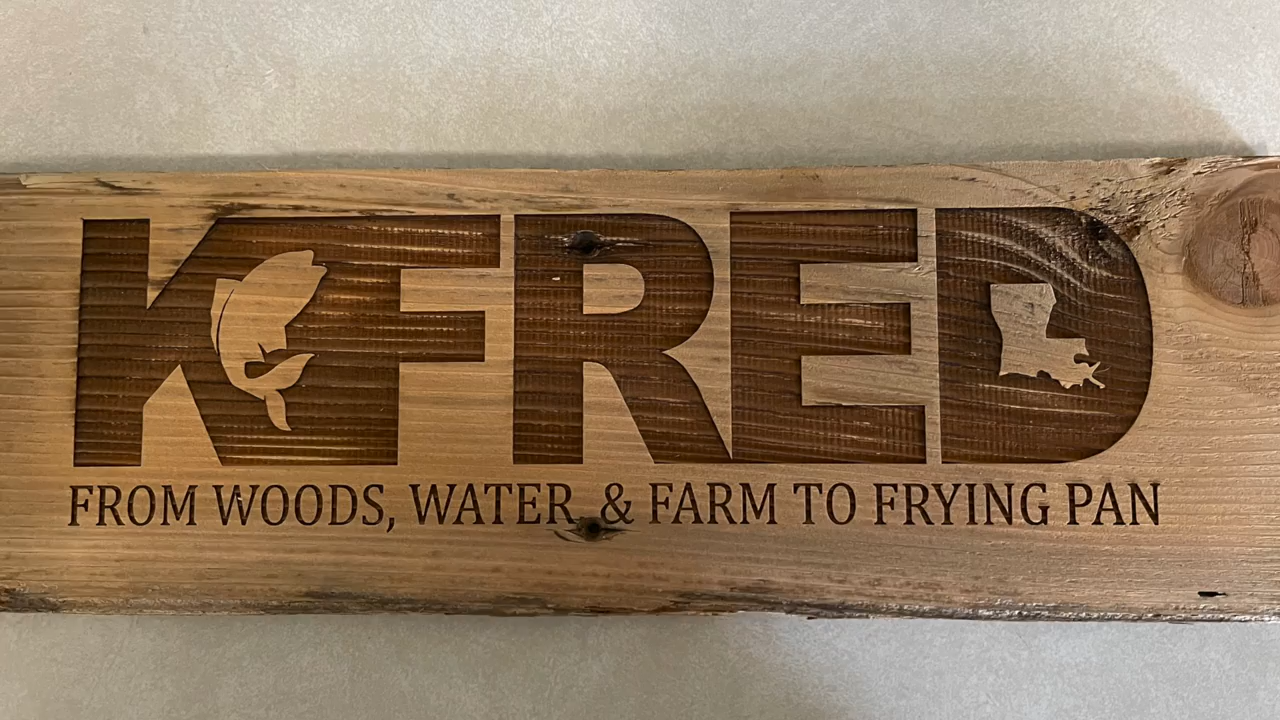 KFRED
FROM WOODS, WATER, & FARM TO FRYING PAN